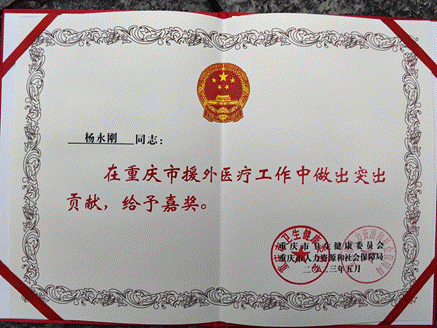 杨永刚 同志：
在重庆市援外医疗工作中做出突出
贡献，给予嘉奖。
重庆市卫生健康委员会
重庆市人力资源和社会保障局
二〇二三年五月